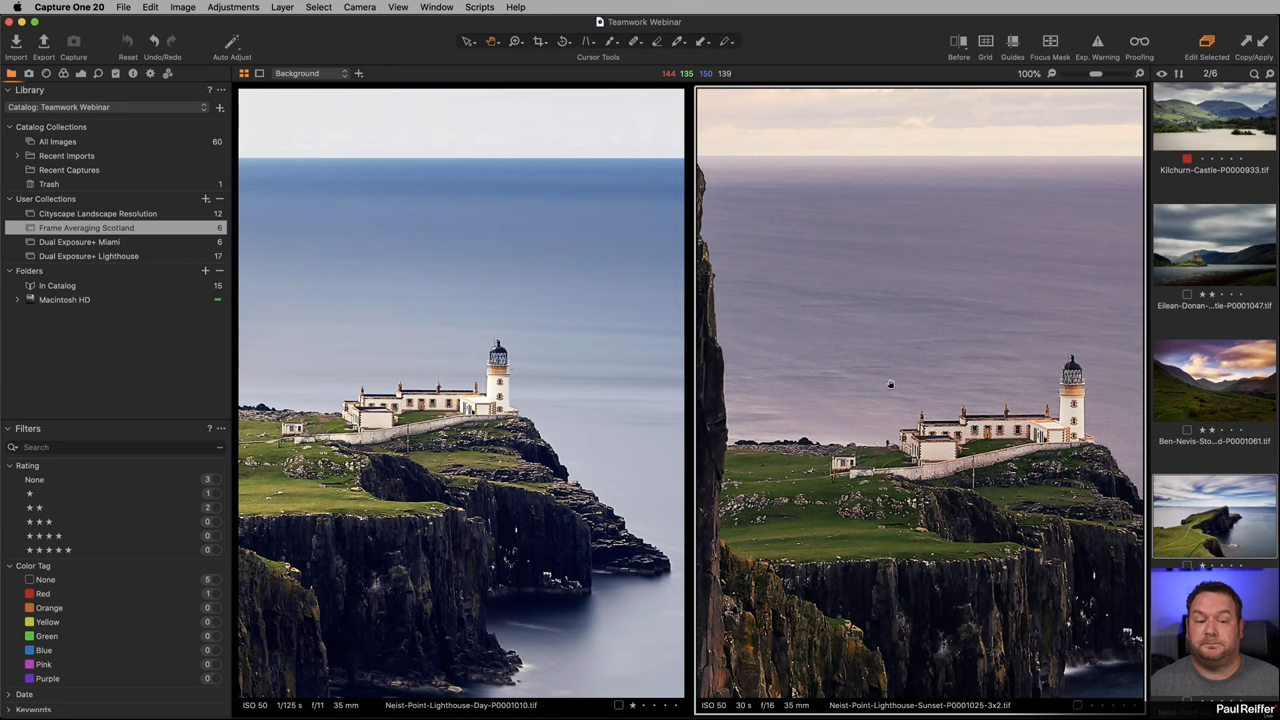 Capture One 20 File Edit Image Adjustments Layer Select Camera View Window Scripts Help
Teamwork Webinar
Import Export Capture Reset Undo/Redo Auto Adjust Cursor Tools Before Grid Guides Focus Mask Exp. Warning Proofing Edit Selected Copy/Apply
Background 144 135 150 139 100% 2/6
Library ? •••
Catalog: Teamwork Webinar
Catalog Collections
All Images 60
Recent Imports
Recent Captures
Trash 1
User Collections
Cityscape Landscape Resolution 12
Frame Averaging Scotland 6
Dual Exposure+ Miami 6
Dual Exposure+ Lighthouse 17
Folders
In Catalog 15
Macintosh HD
Filters ? •••
Search
Rating
None 3
★ 1
★ ★ 2
★ ★ ★ 0
★ ★ ★ ★ 0
★ ★ ★ ★ ★ 0
Color Tag
None 5
Red 1
Orange 0
Yellow 0
Green 0
Blue 0
Pink 0
Purple 0
Date
Keywords
ISO 50 1/125 s f/11 35 mm Neist-Point-Lighthouse-Day-P0001010.tif
ISO 50 30 s f/16 35 mm Neist-Point-Lighthouse-Sunset-P0001025-3x2.tif
Kilchurn-Castle-P0000933.tif
Eilean-Donan-...tle-P0001047.tif
Ben-Nevis-Sto...d-P0001061.tif
Paul Reiffer
Live